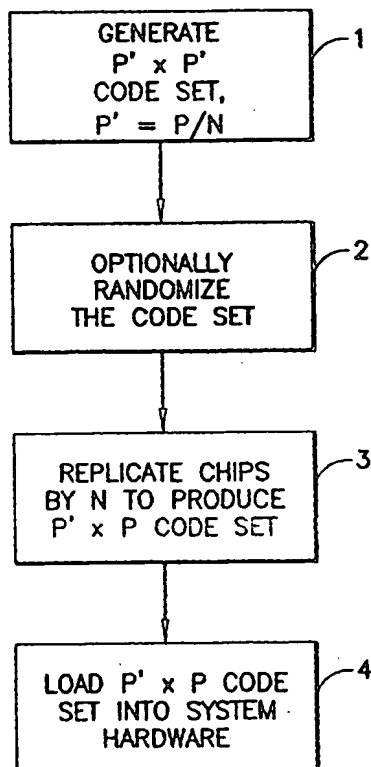 GENERATE
P' x P'
CODE SET,
P' = P/N
1
OPTIONALLY
RANDOMIZE
THE CODE SET
2
REPLICATE CHIPS
BY N TO PRODUCE
P' x P CODE SET
3
LOAD P' x P CODE
SET INTO SYSTEM
HARDWARE
4